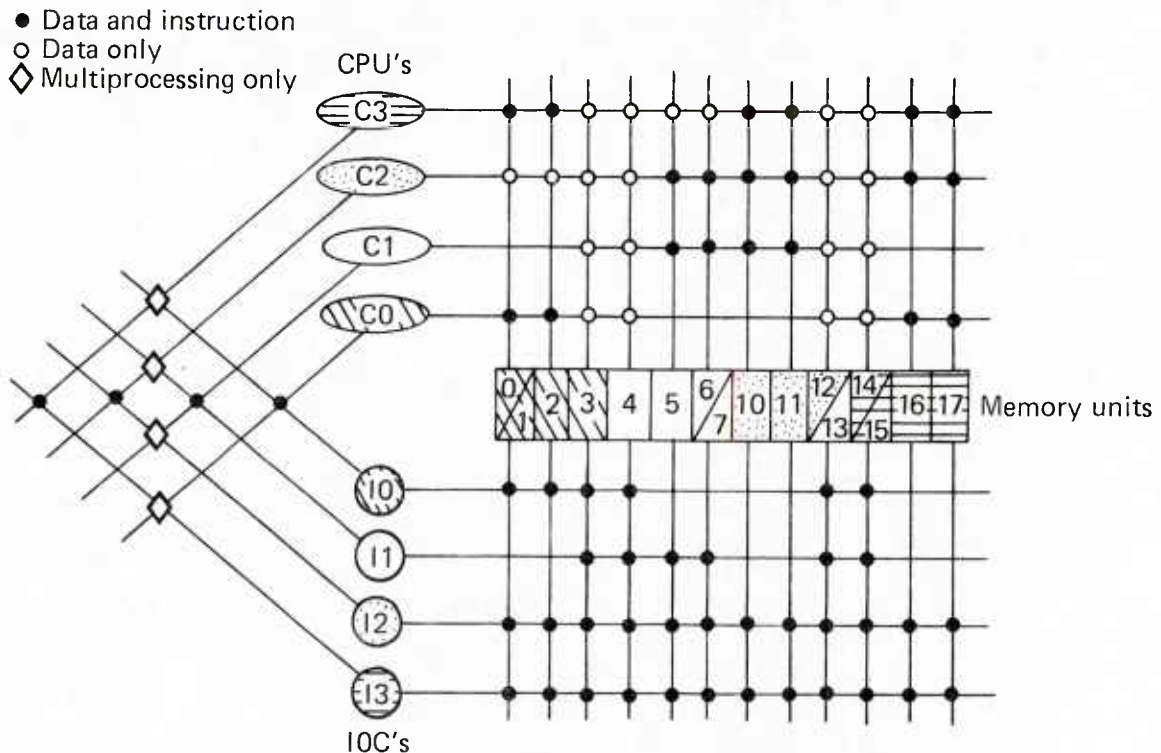 Data and instruction
Data only
Multiprocessing only
CPU's
C3
C2
C1
C0
0 1 2 3 4 5 6 7 10 11 12 13 14 15 16 17 Memory units
I0
I1
I2
I3
IOC's